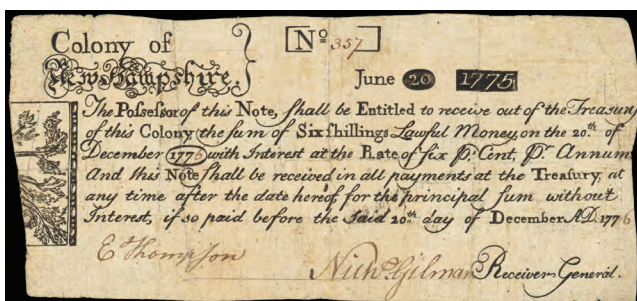 Colony of
New Hampshire,
No 357
June 20 1775
The Possessor of this Note, shall be Entitled to receive out of the Treasury
of this Colony the sum of Six shillings Lawful Money, on the 20th of
December 1776 with Interest at the Rate of six Pr Cent, Pr Annum
And this Note shall be received in all payments at the Treasury, at
any time after the date hereof for the principal sum without
Interest, if so paid before the said 20th day of December A.D. 1776
E Thompson
Nichs Gilman Receiver General.